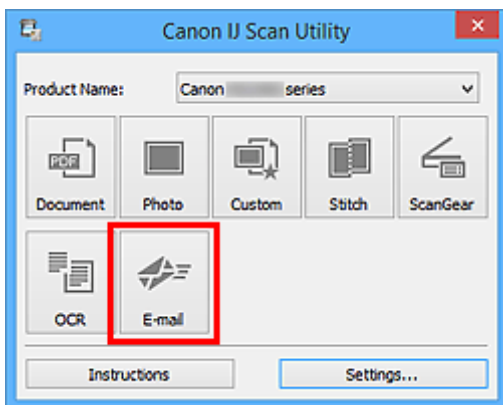 Canon IJ Scan Utility
Product Name: Canon series
PDF
Document Photo Custom Stitch ScanGear
OCR E-mail
Instructions Settings...